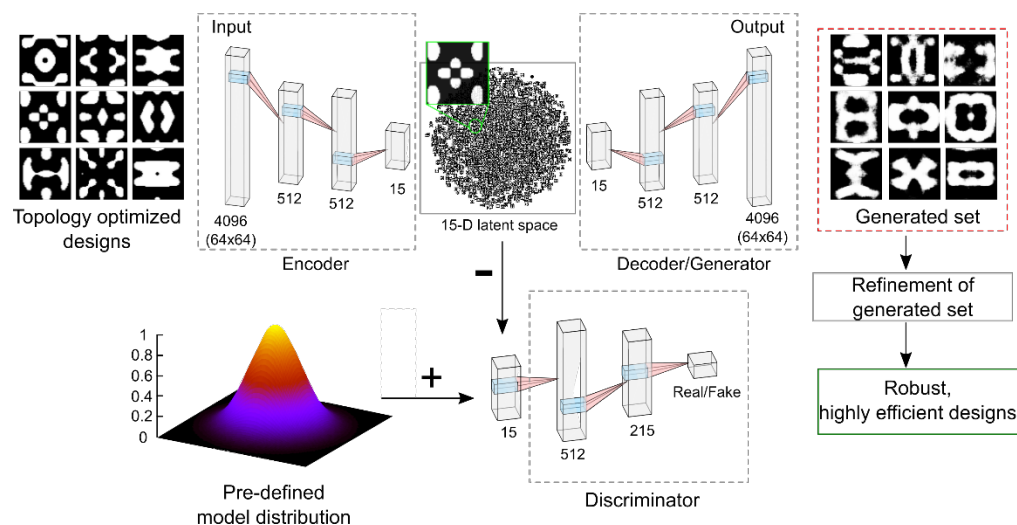 Input
Output
Topology optimized
designs
4096
(64x64)
512
512
15
Encoder
15-D latent space
15
512
512
4096
(64x64)
Decoder/Generator
Generated set
Refinement of
generated set
Robust,
highly efficient designs
-
+
1
0.8
0.6
0.4
0.2
0
Pre-defined
model distribution
15
512
215
Real/Fake
Discriminator